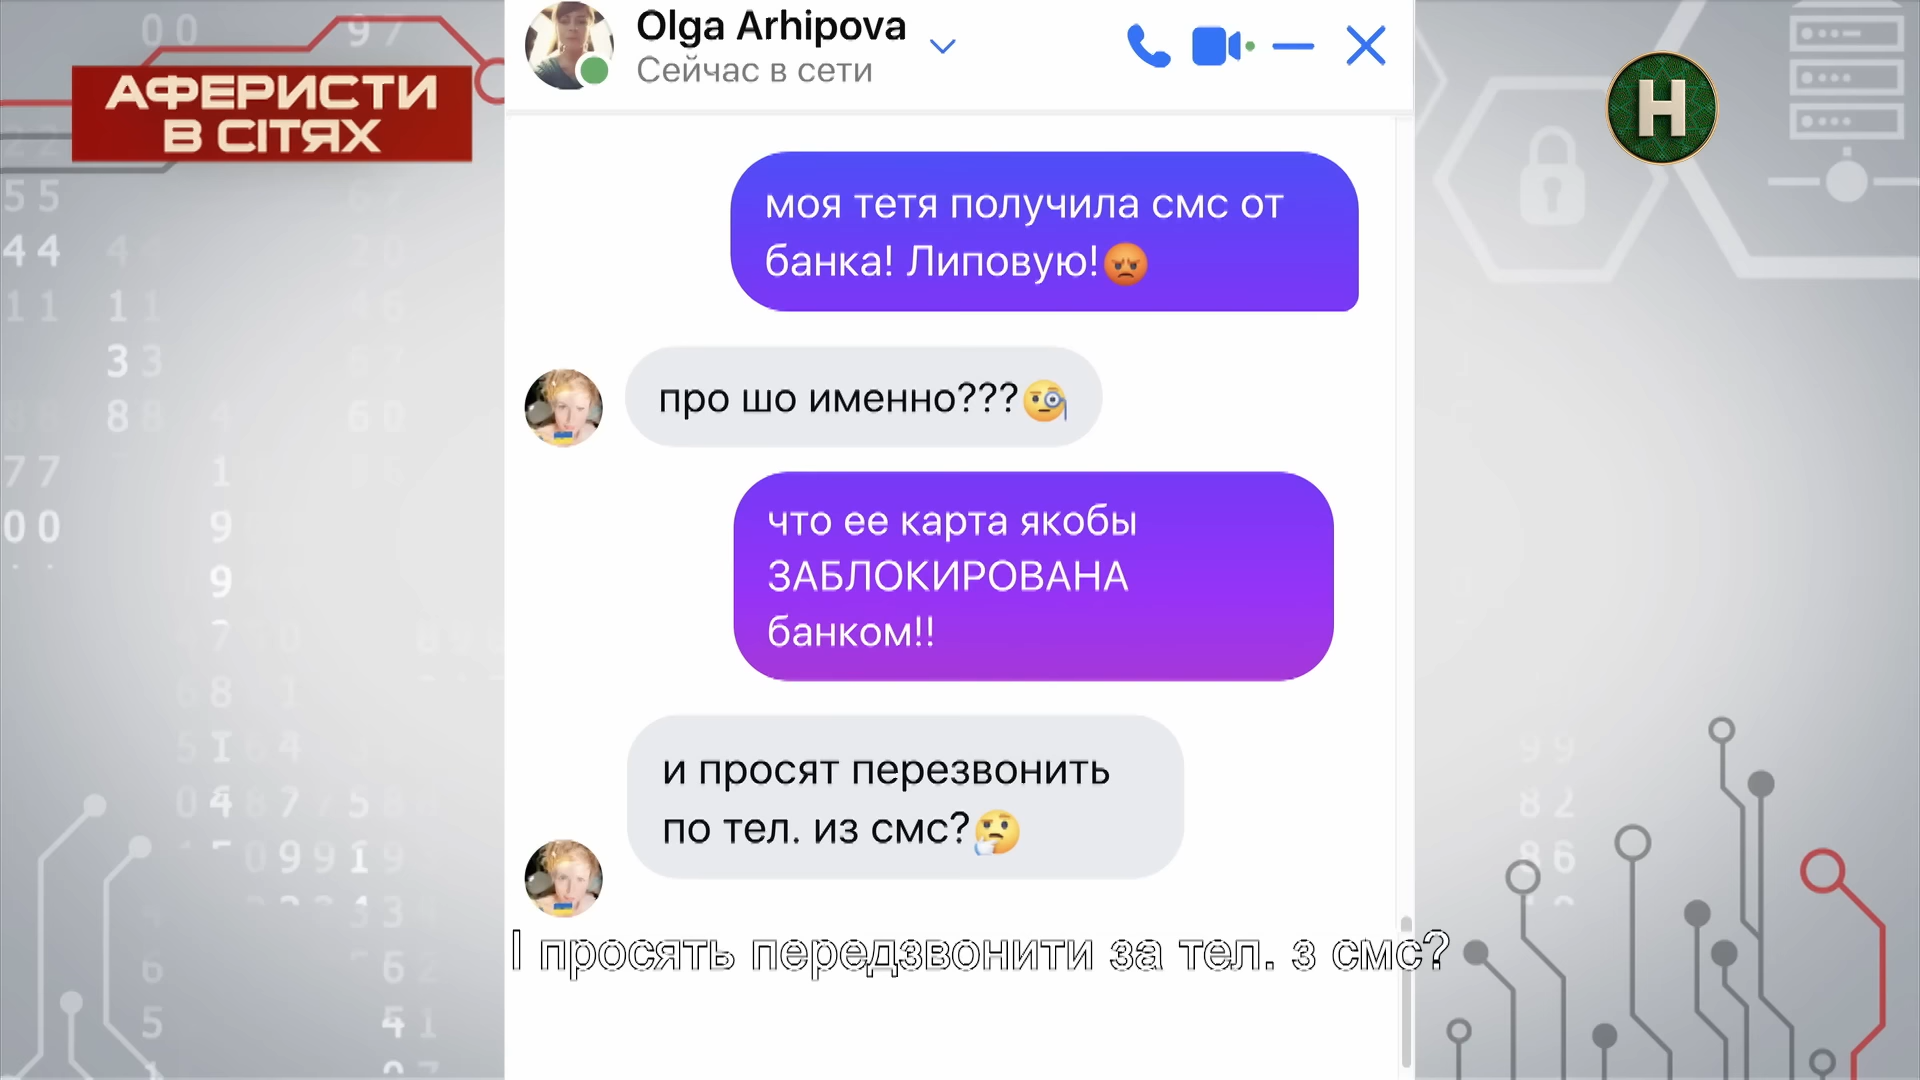 АФЕРИСТИ
В СІТЯХ
Olga Arhipova
Сейчас в сети
Н
моя тетя получила смс от
банка! Липовую!😡
про шо именно???🧐
что ее карта якобы
ЗАБЛОКИРОВАНА
банком!!
и просят перезвонить
по тел. из смс?🤔
І просять передзвонити за тел. з смс?